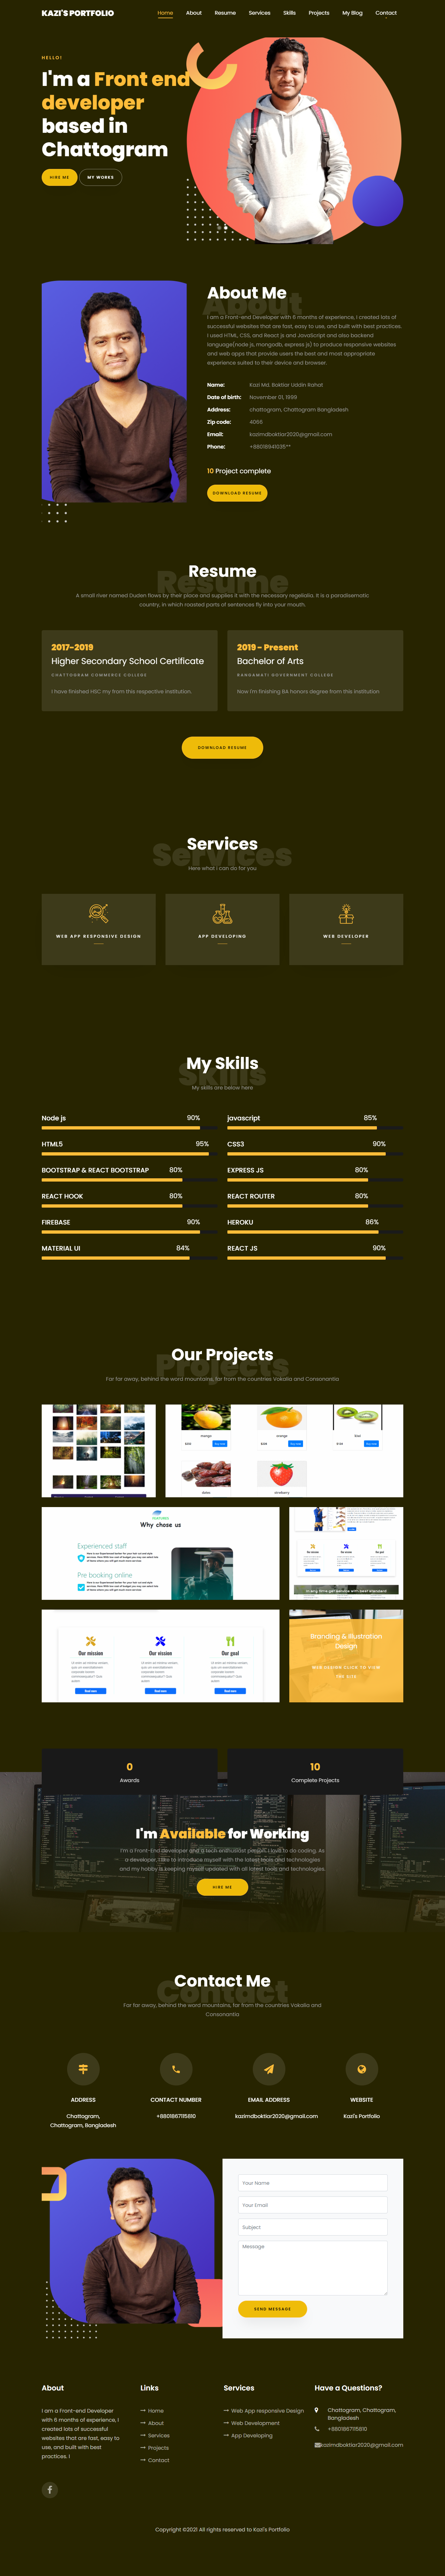 KAZI'S PORTFOLIO
Home About Resume Services Skills Projects My Blog Contact
HELLO!
I'm a Front end
developer
based in
Chattogram
HIRE ME
MY WORKS
About
About Me
I am a Front-end Developer with 6 months of experience, I created lots of
successful websites that are fast, easy to use, and built with best practices.
I used HTML, CSS, and React js and JavaScript and also backend
language(node js, mongodb, express js) to produce responsive websites
and web apps that provide users the best and most appropriate
experience suited to their device and browser.
Name: Kazi Md. Boktiar Uddin Rahat
Date of birth: November 01, 1999
Address: chattogram, Chattogram Bangladesh
Zip code: 4066
Email: kazimdboktiar2020@gmail.com
Phone: +88018941035**
10 Project complete
DOWNLOAD RESUME
Resume
Resume
A small river named Duden flows by their place and supplies it with the necessary regelialia. It is a paradisematic
country, in which roasted parts of sentences fly into your mouth.
2017-2019
Higher Secondary School Certificate
CHATTOGRAM COMMERCE COLLEGE
I have finished HSC my from this respective institution.
2019 - Present
Bachelor of Arts
RANGAMATI GOVERNMENT COLLEGE
Now I'm finishing BA honors degree from this institution
DOWNLOAD RESUME
Services
Services
Here what i can do for you
WEB APP RESPONSIVE DESIGN
APP DEVELOPING
WEB DEVELOPER
Skills
My Skills
My skills are below here
Node js 90%
javascript 85%
HTML5 95%
CSS3 90%
BOOTSTRAP & REACT BOOTSTRAP 80%
EXPRESS JS 80%
REACT HOOK 80%
REACT ROUTER 80%
FIREBASE 90%
HEROKU 86%
MATERIAL UI 84%
REACT JS 90%
Projects
Our Projects
Far far away, behind the word mountains, far from the countries Vokalia and Consonantia
Why chose us
Experienced staff
Pre booking online
Our mission
Our vission
Our goal
Branding & Illustration
Design
WEB DESIGN CLICK TO VISIT
THE SITE
0
Awards
10
Complete Projects
I'm Available for Working
I'm a Front-end developer and a tech enthusiast people. I love to do coding. As
a developer, I like to introduce myself with the latest tools and technologies
and my hobby is keeping myself updated with all latest tools and technologies.
HIRE ME
Contact
Contact Me
Far far away, behind the word mountains, far from the countries Vokalia and
Consonantia
ADDRESS
Chattogram,
Chattogram, Bangladesh
CONTACT NUMBER
+8801867115810
EMAIL ADDRESS
kazimdboktiar2020@gmail.com
WEBSITE
Kazi's Portfolio
Your Name
Your Email
Subject
Message
SEND MESSAGE
About
I am a Front-end Developer
with 6 months of experience, I
created lots of successful
websites that are fast, easy to
use, and built with best
practices. I
Links
Home
About
Services
Projects
Contact
Services
Web App responsive Design
Web Development
App Developing
Have a Questions?
Chattogram, Chattogram,
Bangladesh
+8801867115810
kazimdboktiar2020@gmail.com
Copyright ©2021 All rights reserved to Kazi's Portfolio